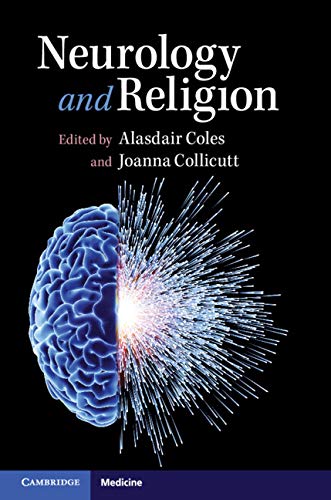 Neurology
and Religion
Edited by Alasdair Coles
and Joanna Collicutt
CAMBRIDGE Medicine